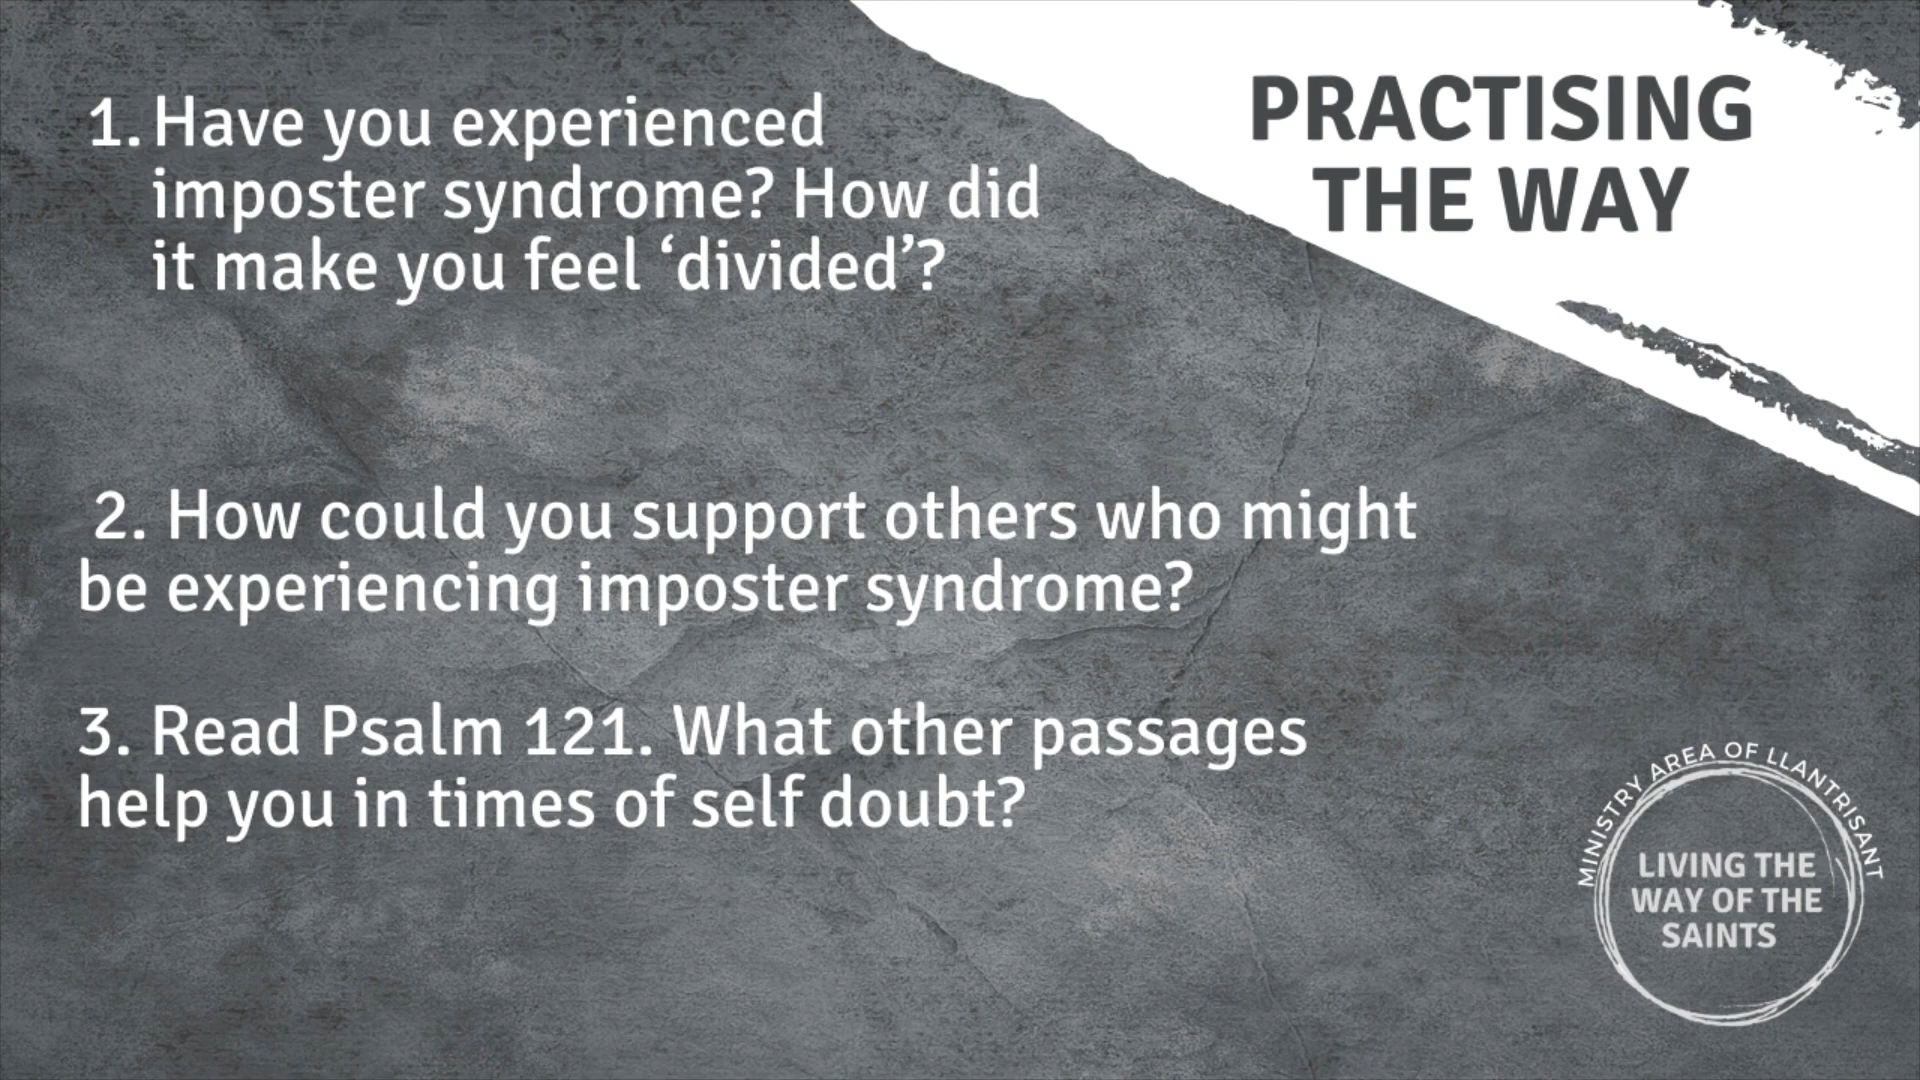 PRACTISING
THE WAY
1. Have you experienced
imposter syndrome? How did
it make you feel ‘divided’?
2. How could you support others who might
be experiencing imposter syndrome?
3. Read Psalm 121. What other passages
help you in times of self doubt?
MINISTRY AREA OF LLANTRISANT
LIVING THE
WAY OF THE
SAINTS